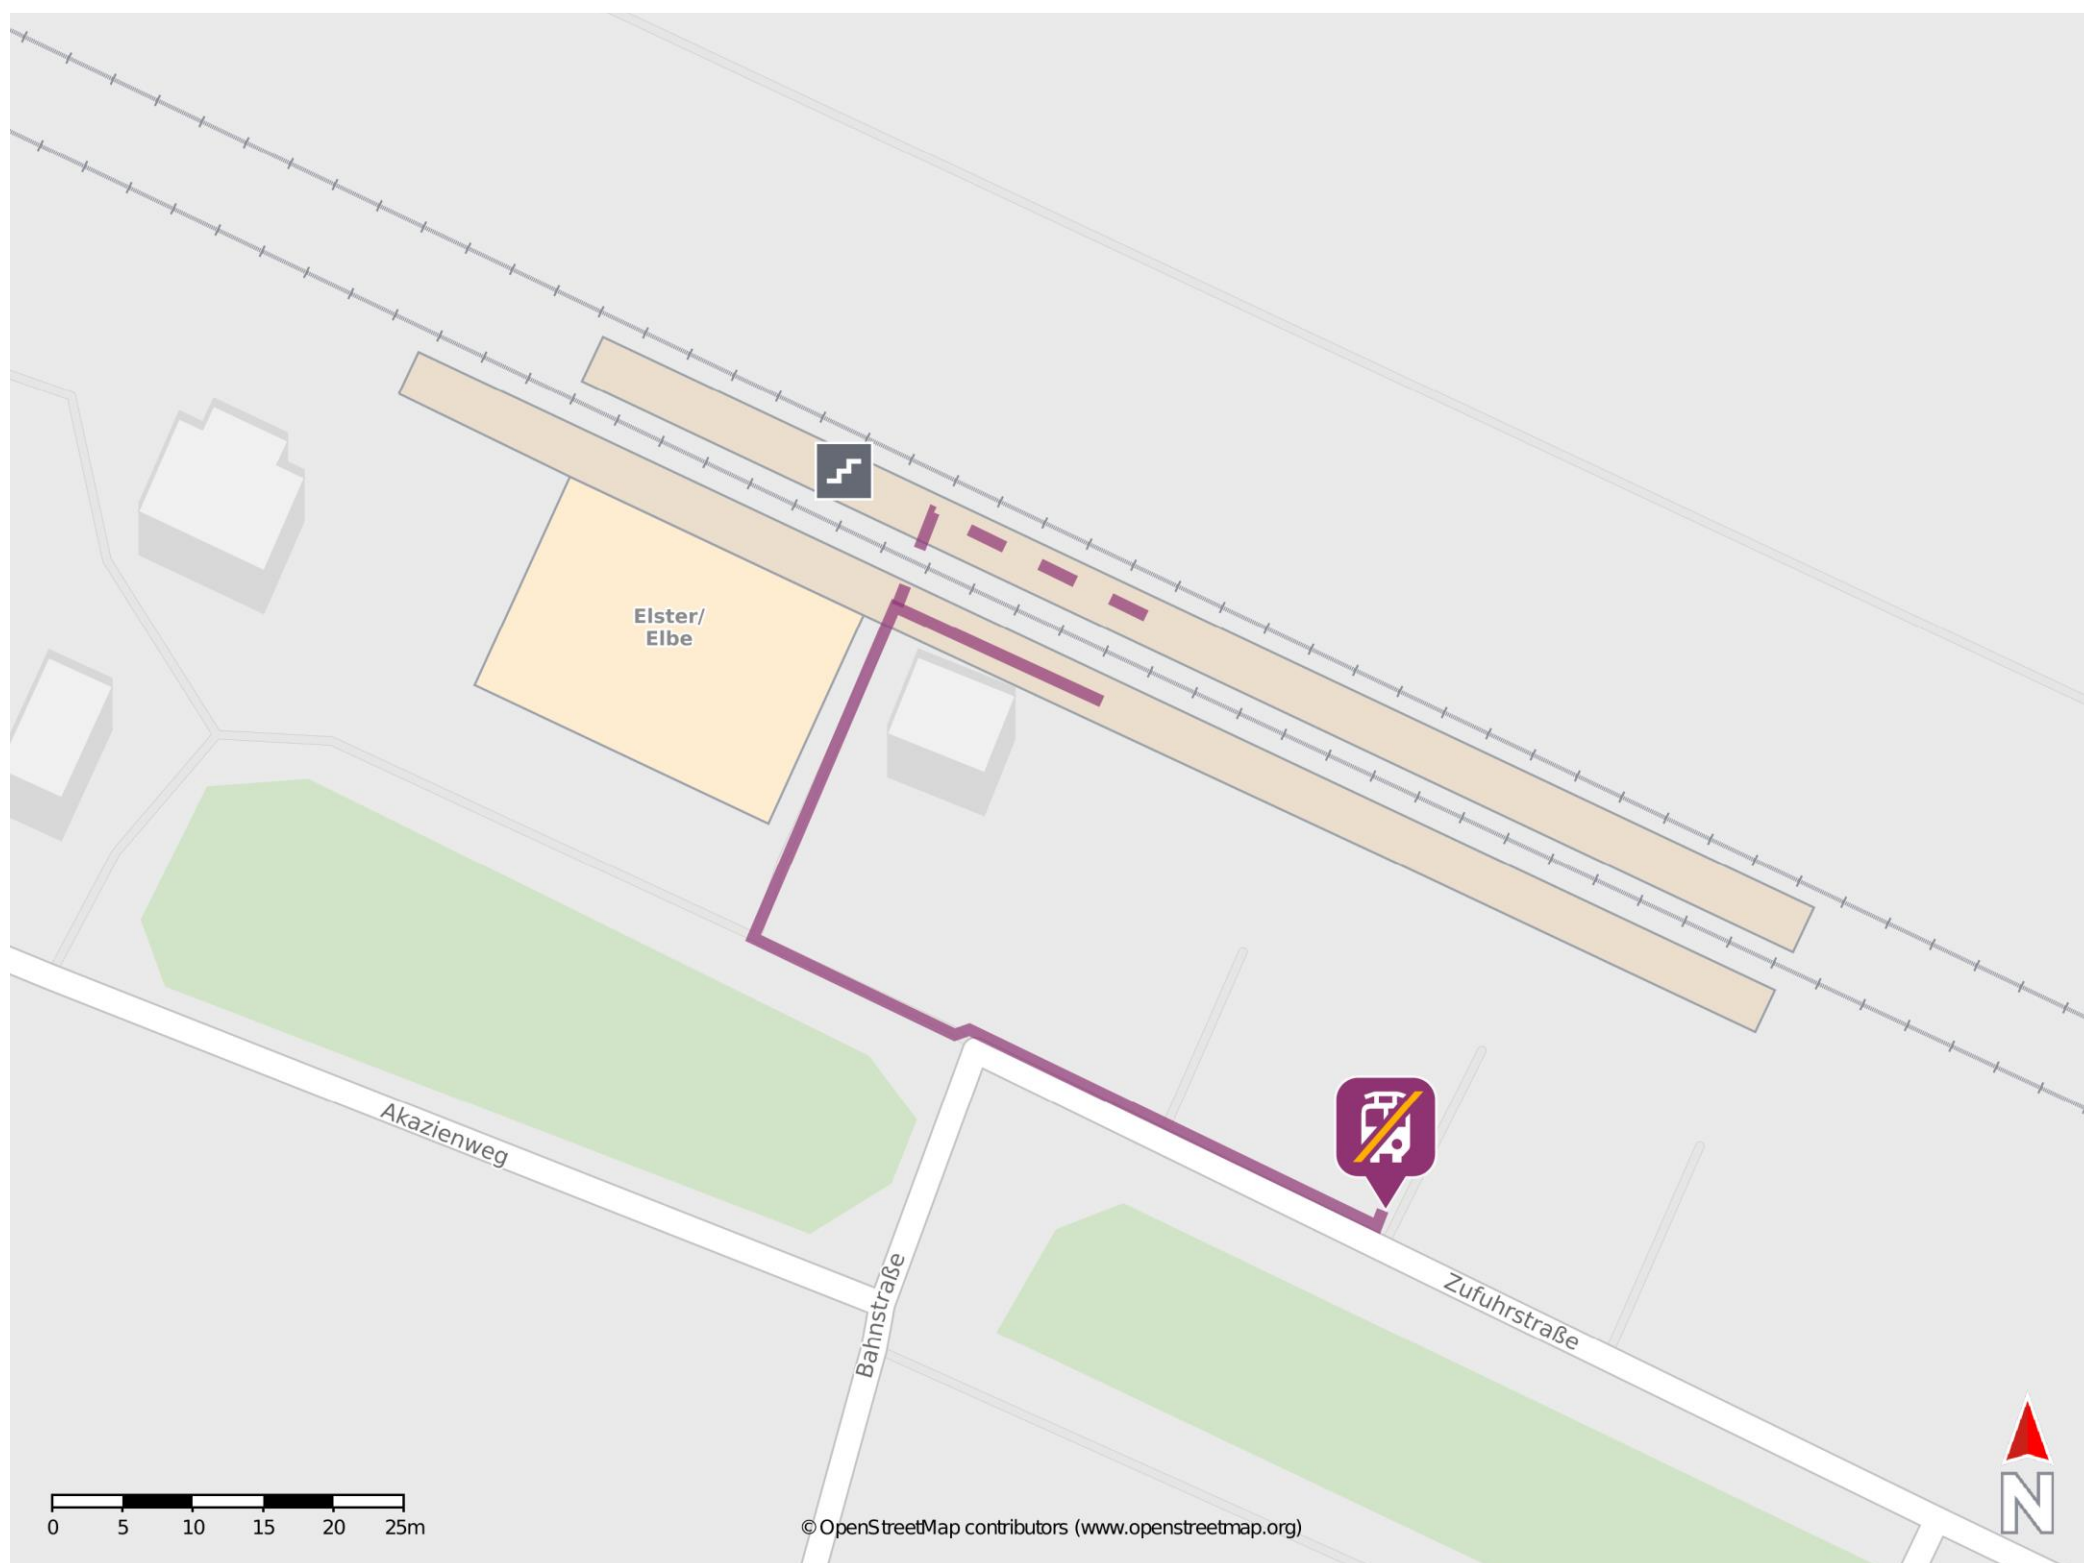 Elster/
Elbe
Akazienweg
Bahnstraße
Zufuhrstraße
N
0 5 10 15 20 25m
© OpenStreetMap contributors (www.openstreetmap.org)